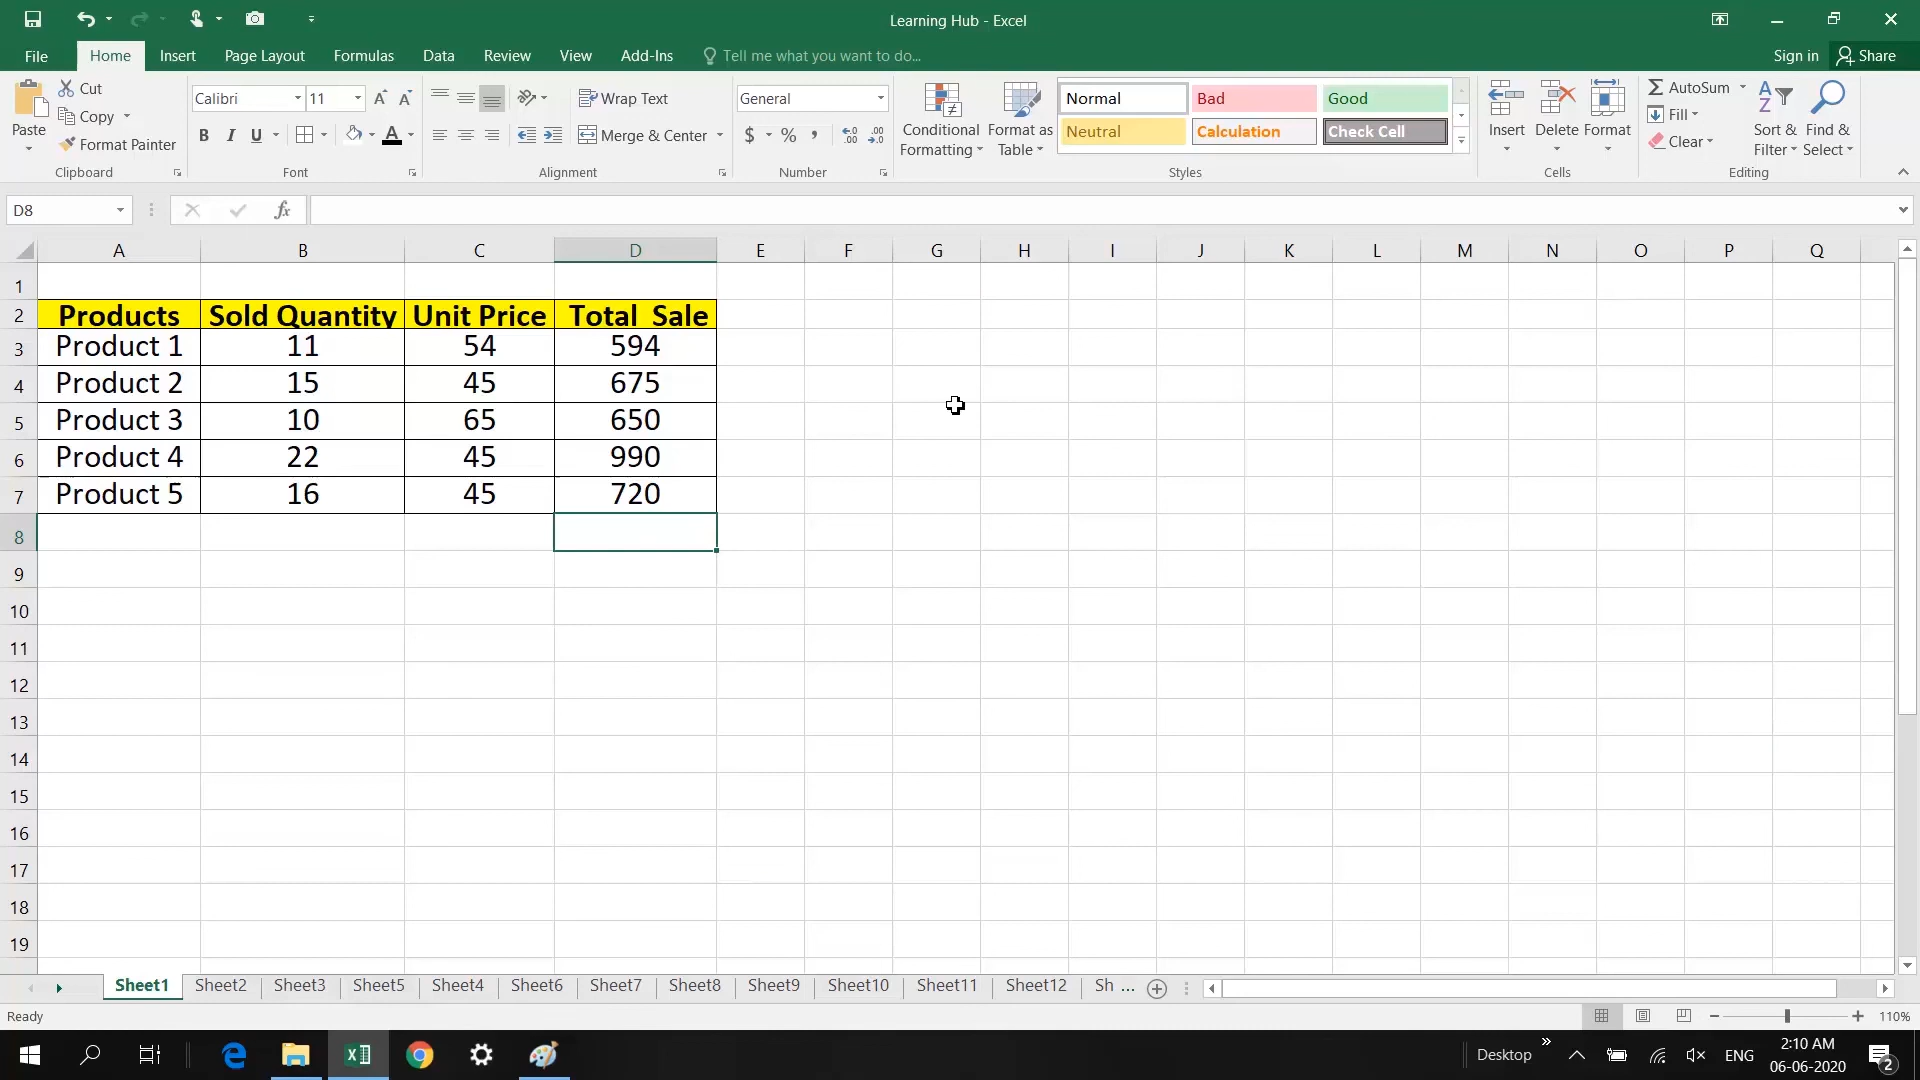 Learning Hub - Excel
File Home Insert Page Layout Formulas Data Review View Add-Ins Tell me what you want to do... Sign in Share
Paste
Cut
Copy
Format Painter
Clipboard
Calibri 11
B I U
Font
Wrap Text
Merge & Center
Alignment
General
$ % ,
Number
Conditional Formatting
Format as Table
Normal Bad Good
Neutral Calculation Check Cell
Styles
Insert Delete Format
Cells
AutoSum
Fill
Clear
Sort & Filter
Find & Select
Editing
D8 fx
A B C D E F G H I J K L M N O P Q
1
2 Products Sold Quantity Unit Price Total  Sale
3 Product 1 11 54 594
4 Product 2 15 45 675
5 Product 3 10 65 650
6 Product 4 22 45 990
7 Product 5 16 45 720
8
9
10
11
12
13
14
15
16
17
18
19
Sheet1 Sheet2 Sheet3 Sheet5 Sheet4 Sheet6 Sheet7 Sheet8 Sheet9 Sheet10 Sheet11 Sheet12 Sh ...
Ready 110%
Desktop ENG 2:10 AM
06-06-2020
2